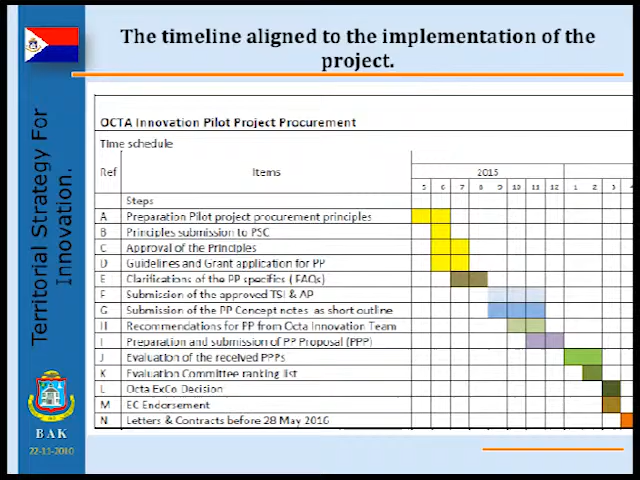 The timeline aligned to the implementation of the
project.
Territorial Strategy For
Innovation.
OCTA Innovation Pilot Project Procurement
Time schedule
Ref Items 2015
5 6 7 8 9 10 11 12 1 2 3 4
Steps
A Preparation Pilot project procurement principles
B Principles submission to PSC
C Approval of the Principles
D Guidelines and Grant application for PP
E Clarifications of the PP specifics ( FAQs)
F Submission of the approved TSI & AP
G Submission of the PP Concept notes as short outline
H Recommendations for PP from Octa Innovation Team
I Preparation and submission of PP Proposal (PPP)
J Evaluation of the received PPPs
K Evaluation Committee ranking list
L Octa ExCo Decision
M EC Endorsement
N Letters & Contracts before 28 May 2016
BAK
22-11-2010